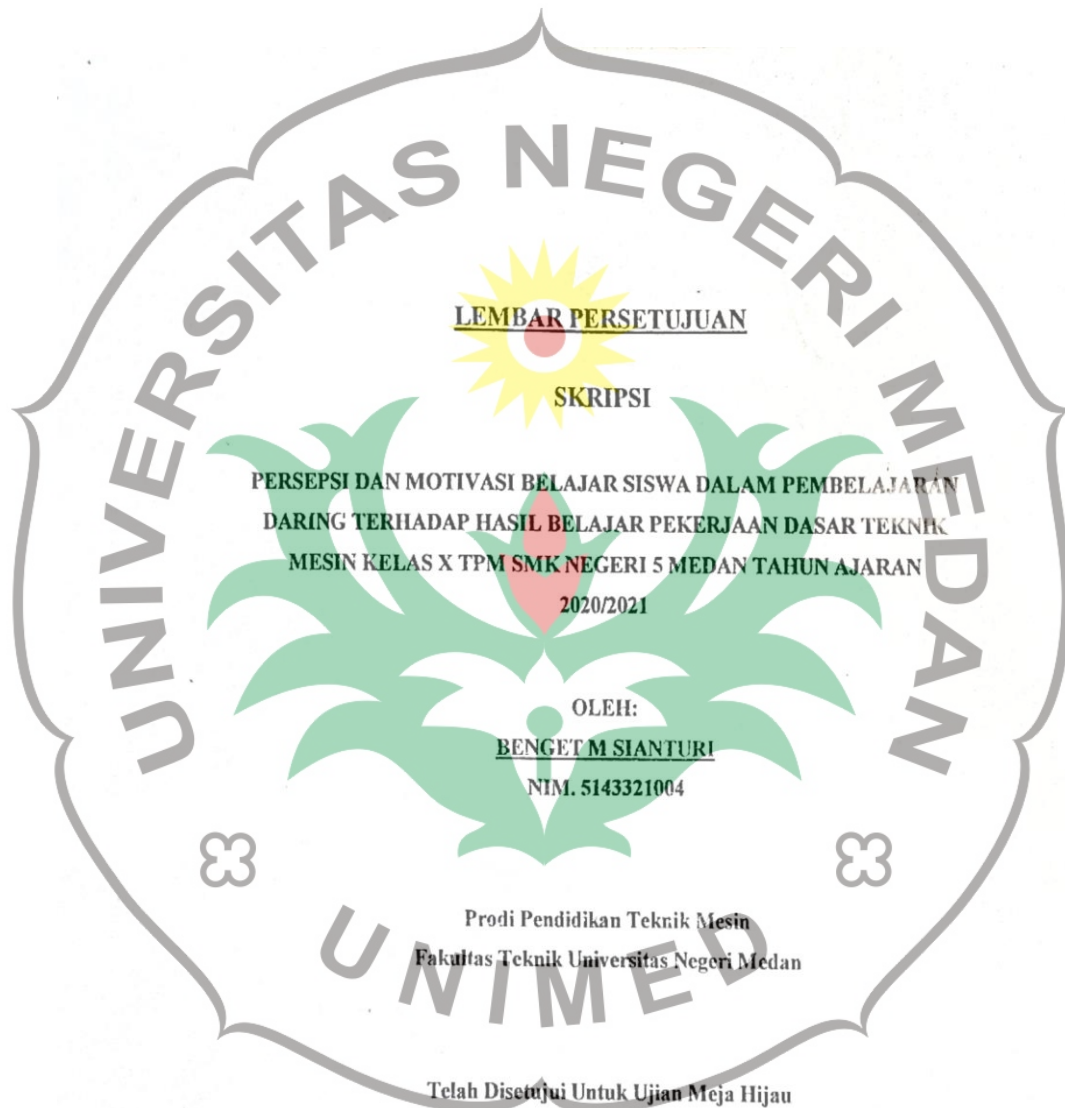 UNIVERSITAS NEGERI MEDAN
LEMBAR PERSETUJUAN
SKRIPSI
PERSEPSI DAN MOTIVASI BELAJAR SISWA DALAM PEMBELAJARAN
DARING TERHADAP HASIL BELAJAR PEKERJAAN DASAR TEKNIK
MESIN KELAS X TPM SMK NEGERI 5 MEDAN TAHUN AJARAN
2020/2021
OLEH:
BENGET M SIANTURI
NIM. 5143321004
Prodi Pendidikan Teknik Mesin
Fakultas Teknik Universitas Negeri Medan
UNIMED
Telah Disetujui Untuk Ujian Meja Hijau